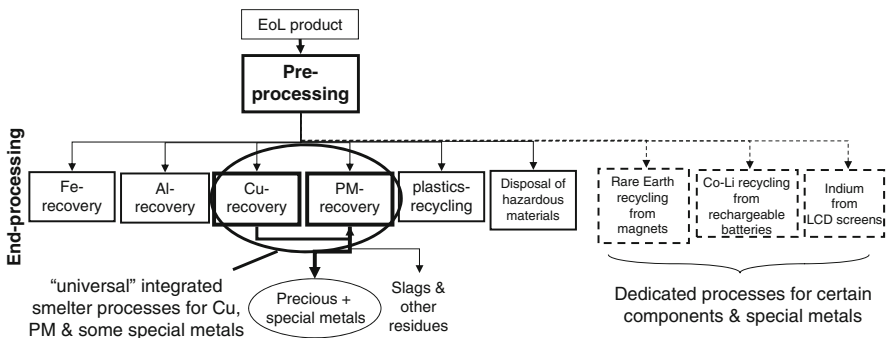 EoL product
Pre-
processing
End-processing
Fe-
recovery
Al-
recovery
Cu-
recovery
PM-
recovery
plastics-
recycling
Disposal of
hazardous
materials
Rare Earth
recycling
from
magnets
Co-Li recycling
from
rechargeable
batteries
Indium
from
LCD screens
“universal” integrated
smelter processes for Cu,
PM & some special metals
Precious +
special metals
Slags &
other
residues
Dedicated processes for certain
components & special metals